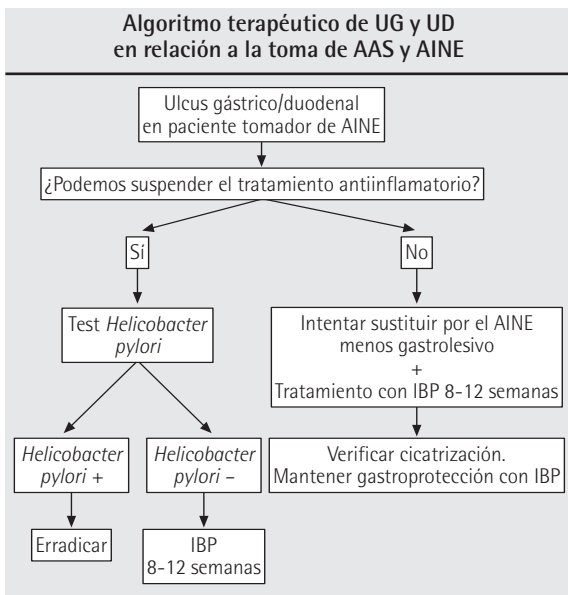 Algoritmo terapéutico de UG y UD
en relación a la toma de AAS y AINE
Ulcus gástrico/duodenal
en paciente tomador de AINE
¿Podemos suspender el tratamiento antiinflamatorio?
Sí
No
Test Helicobacter
pylori
Intentar sustituir por el AINE
menos gastrolesivo
+
Tratamiento con IBP 8-12 semanas
Helicobacter
pylori +
Helicobacter
pylori –
Verificar cicatrización.
Mantener gastroprotección con IBP
Erradicar
IBP
8-12 semanas